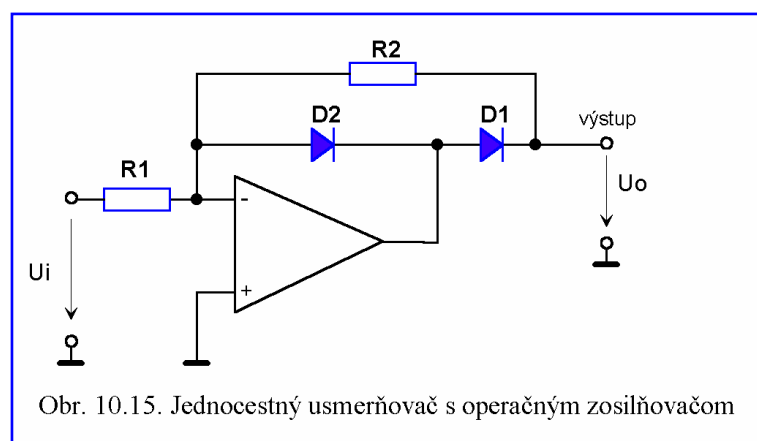 R2
D2
D1
výstup
R1
-
+
Ui
Uo
Obr. 10.15. Jednocestný usmerňovač s operačným zosilňovačom